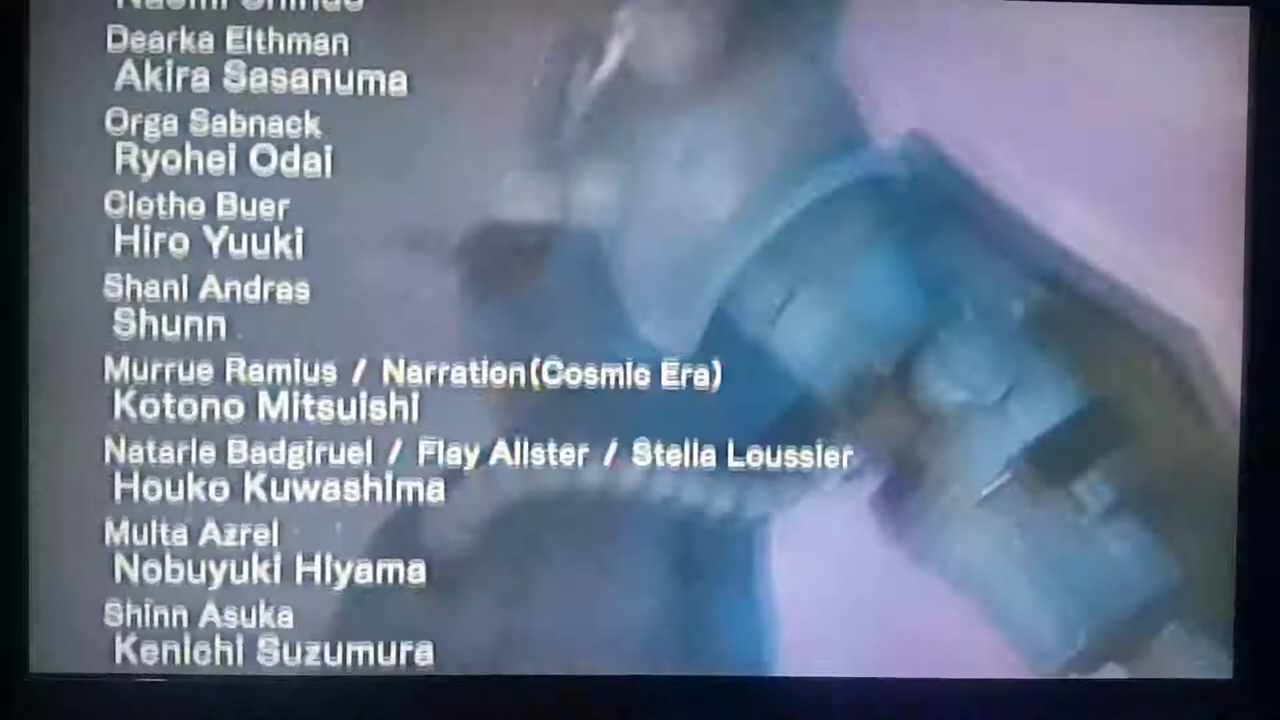 Dearka Elthman
Akira Sasanuma
Orga Sabnack
Ryohei Odai
Clotho Buer
Hiro Yuuki
Shani Andras
Shunn
Murrue Ramius / Narration(Cosmic Era)
Kotono Mitsuishi
Natarle Badgiruel / Flay Allster / Stella Loussier
Houko Kuwashima
Multa Azrel
Nobuyuki Hiyama
Shinn Asuka
Kenichi Suzumura